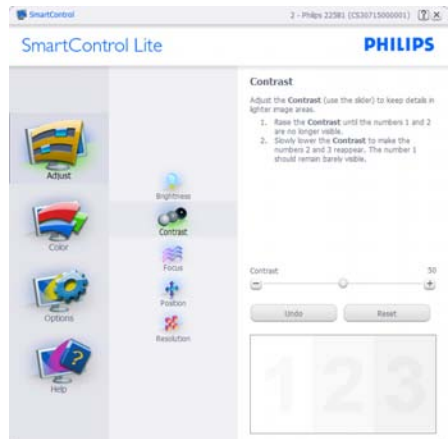 SmartControl
2 - Philips 225B1 (CS30715000001)
SmartControl Lite
PHILIPS
Adjust
Color
Options
Help
Brightness
Contrast
Focus
Position
Resolution
Contrast
Adjust the Contrast (use the slider) to keep details in
lighter image areas.
1. Raise the Contrast until the numbers 1 and 2
are no longer visible.
2. Slowly lower the Contrast to make the
numbers 2 and 3 reappear. The number 1
should remain barely visible.
Contrast 50
Undo Reset
1 2 3